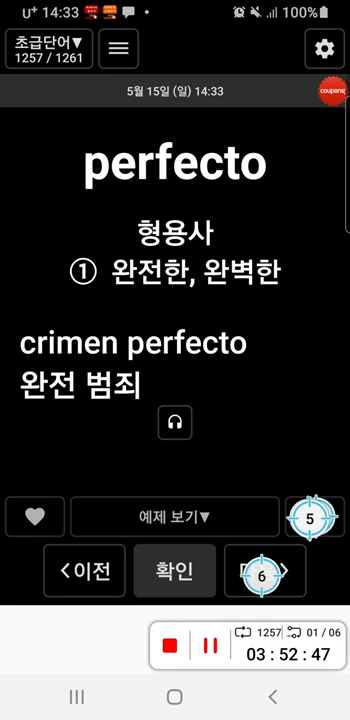 U+ 14:33 100%
초급단어▼
1257 / 1261
5월 15일 (일) 14:33
coupang
perfecto
형용사
① 완전한, 완벽한
crimen perfecto
완전 범죄
예제 보기▼
5
<이전
확인
6 >
1257 01 / 06
03 : 52 : 47